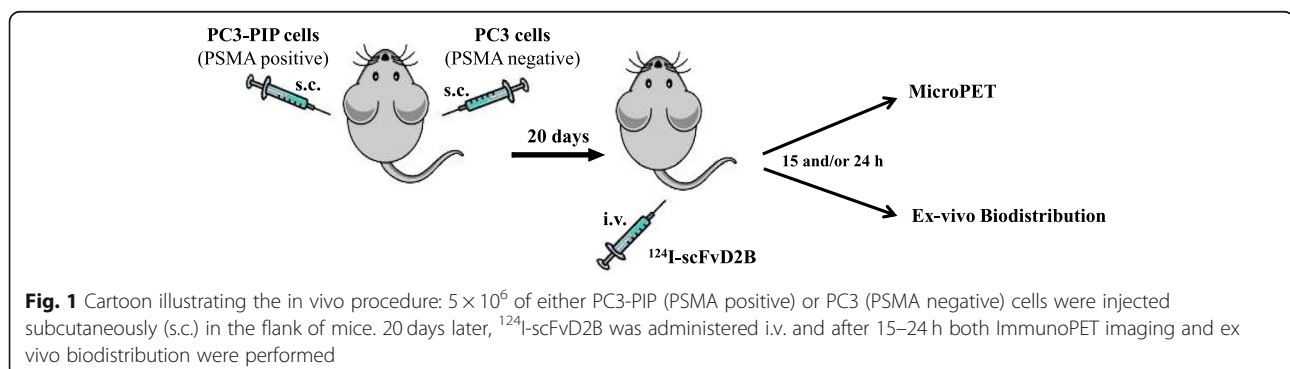 PC3-PIP cells
(PSMA positive)
s.c.
PC3 cells
(PSMA negative)
s.c.
20 days
i.v.
¹²⁴I-scFvD2B
15 and/or 24 h
MicroPET
Ex-vivo Biodistribution
Fig. 1 Cartoon illustrating the in vivo procedure: 5 × 10⁶ of either PC3-PIP (PSMA positive) or PC3 (PSMA negative) cells were injected
subcutaneously (s.c.) in the flank of mice. 20 days later, ¹²⁴I-scFvD2B was administered i.v. and after 15–24 h both ImmunoPET imaging and ex
vivo biodistribution were performed